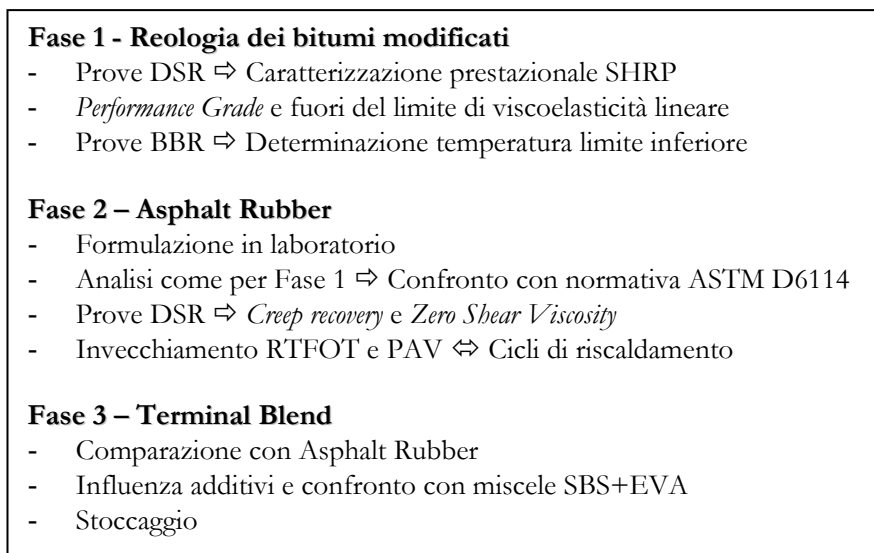 Fase 1 - Reologia dei bitumi modificati
- Prove DSR ⇨ Caratterizzazione prestazionale SHRP
- Performance Grade e fuori del limite di viscoelasticità lineare
- Prove BBR ⇨ Determinazione temperatura limite inferiore
Fase 2 – Asphalt Rubber
- Formulazione in laboratorio
- Analisi come per Fase 1 ⇨ Confronto con normativa ASTM D6114
- Prove DSR ⇨ Creep recovery e Zero Shear Viscosity
- Invecchiamento RTFOT e PAV ⬄ Cicli di riscaldamento
Fase 3 – Terminal Blend
- Comparazione con Asphalt Rubber
- Influenza additivi e confronto con miscele SBS+EVA
- Stoccaggio